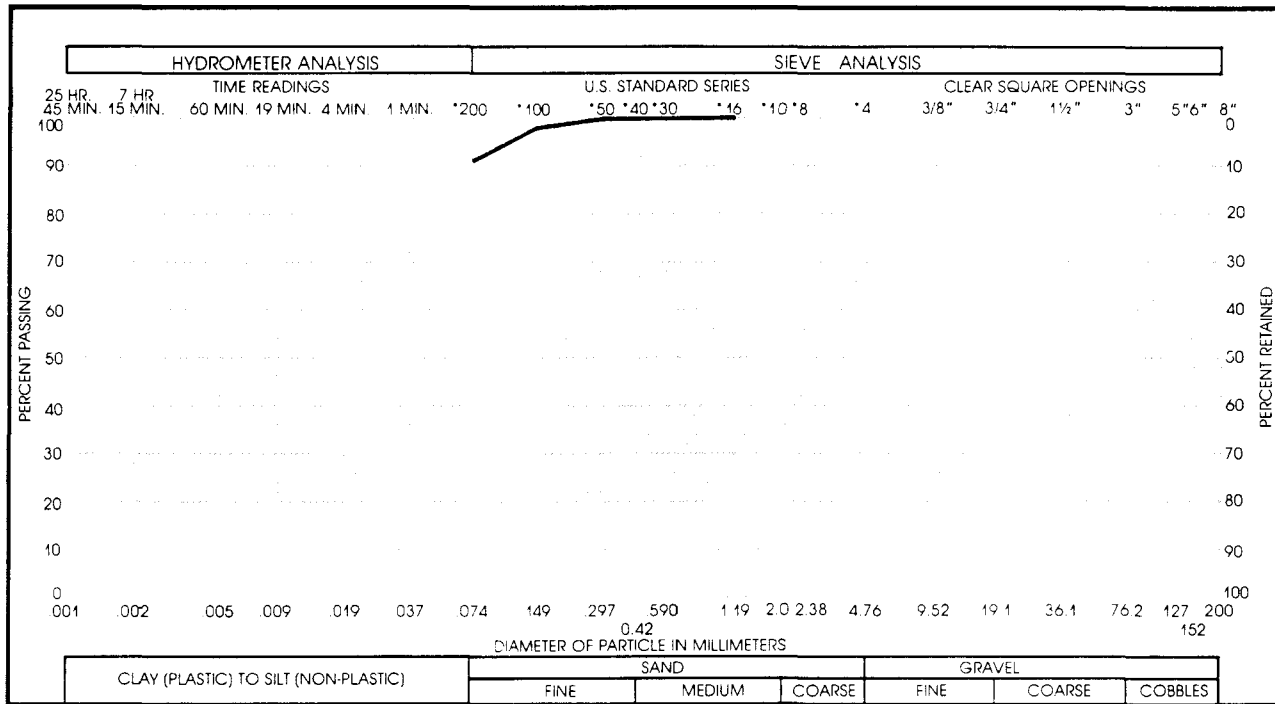 HYDROMETER ANALYSIS SIEVE ANALYSIS
TIME READINGS U.S. STANDARD SERIES CLEAR SQUARE OPENINGS
25 HR. 7 HR
45 MIN. 15 MIN. 60 MIN. 19 MIN. 4 MIN. 1 MIN. *200 *100 *50 *40 *30 *16 *10 *8 *4 3/8" 3/4" 1½" 3" 5"6" 8"
100 0
90 10
80 20
70 30
60 40
50 50
40 60
30 70
20 80
10 90
0 100
PERCENT PASSING
PERCENT RETAINED
.001 .002 .005 .009 .019 .037 .074 .149 .297 .590 1.19 2.0 2.38 4.76 9.52 19.1 36.1 76.2 127 200
0.42 152
DIAMETER OF PARTICLE IN MILLIMETERS
CLAY (PLASTIC) TO SILT (NON-PLASTIC) SAND GRAVEL
FINE MEDIUM COARSE FINE COARSE COBBLES